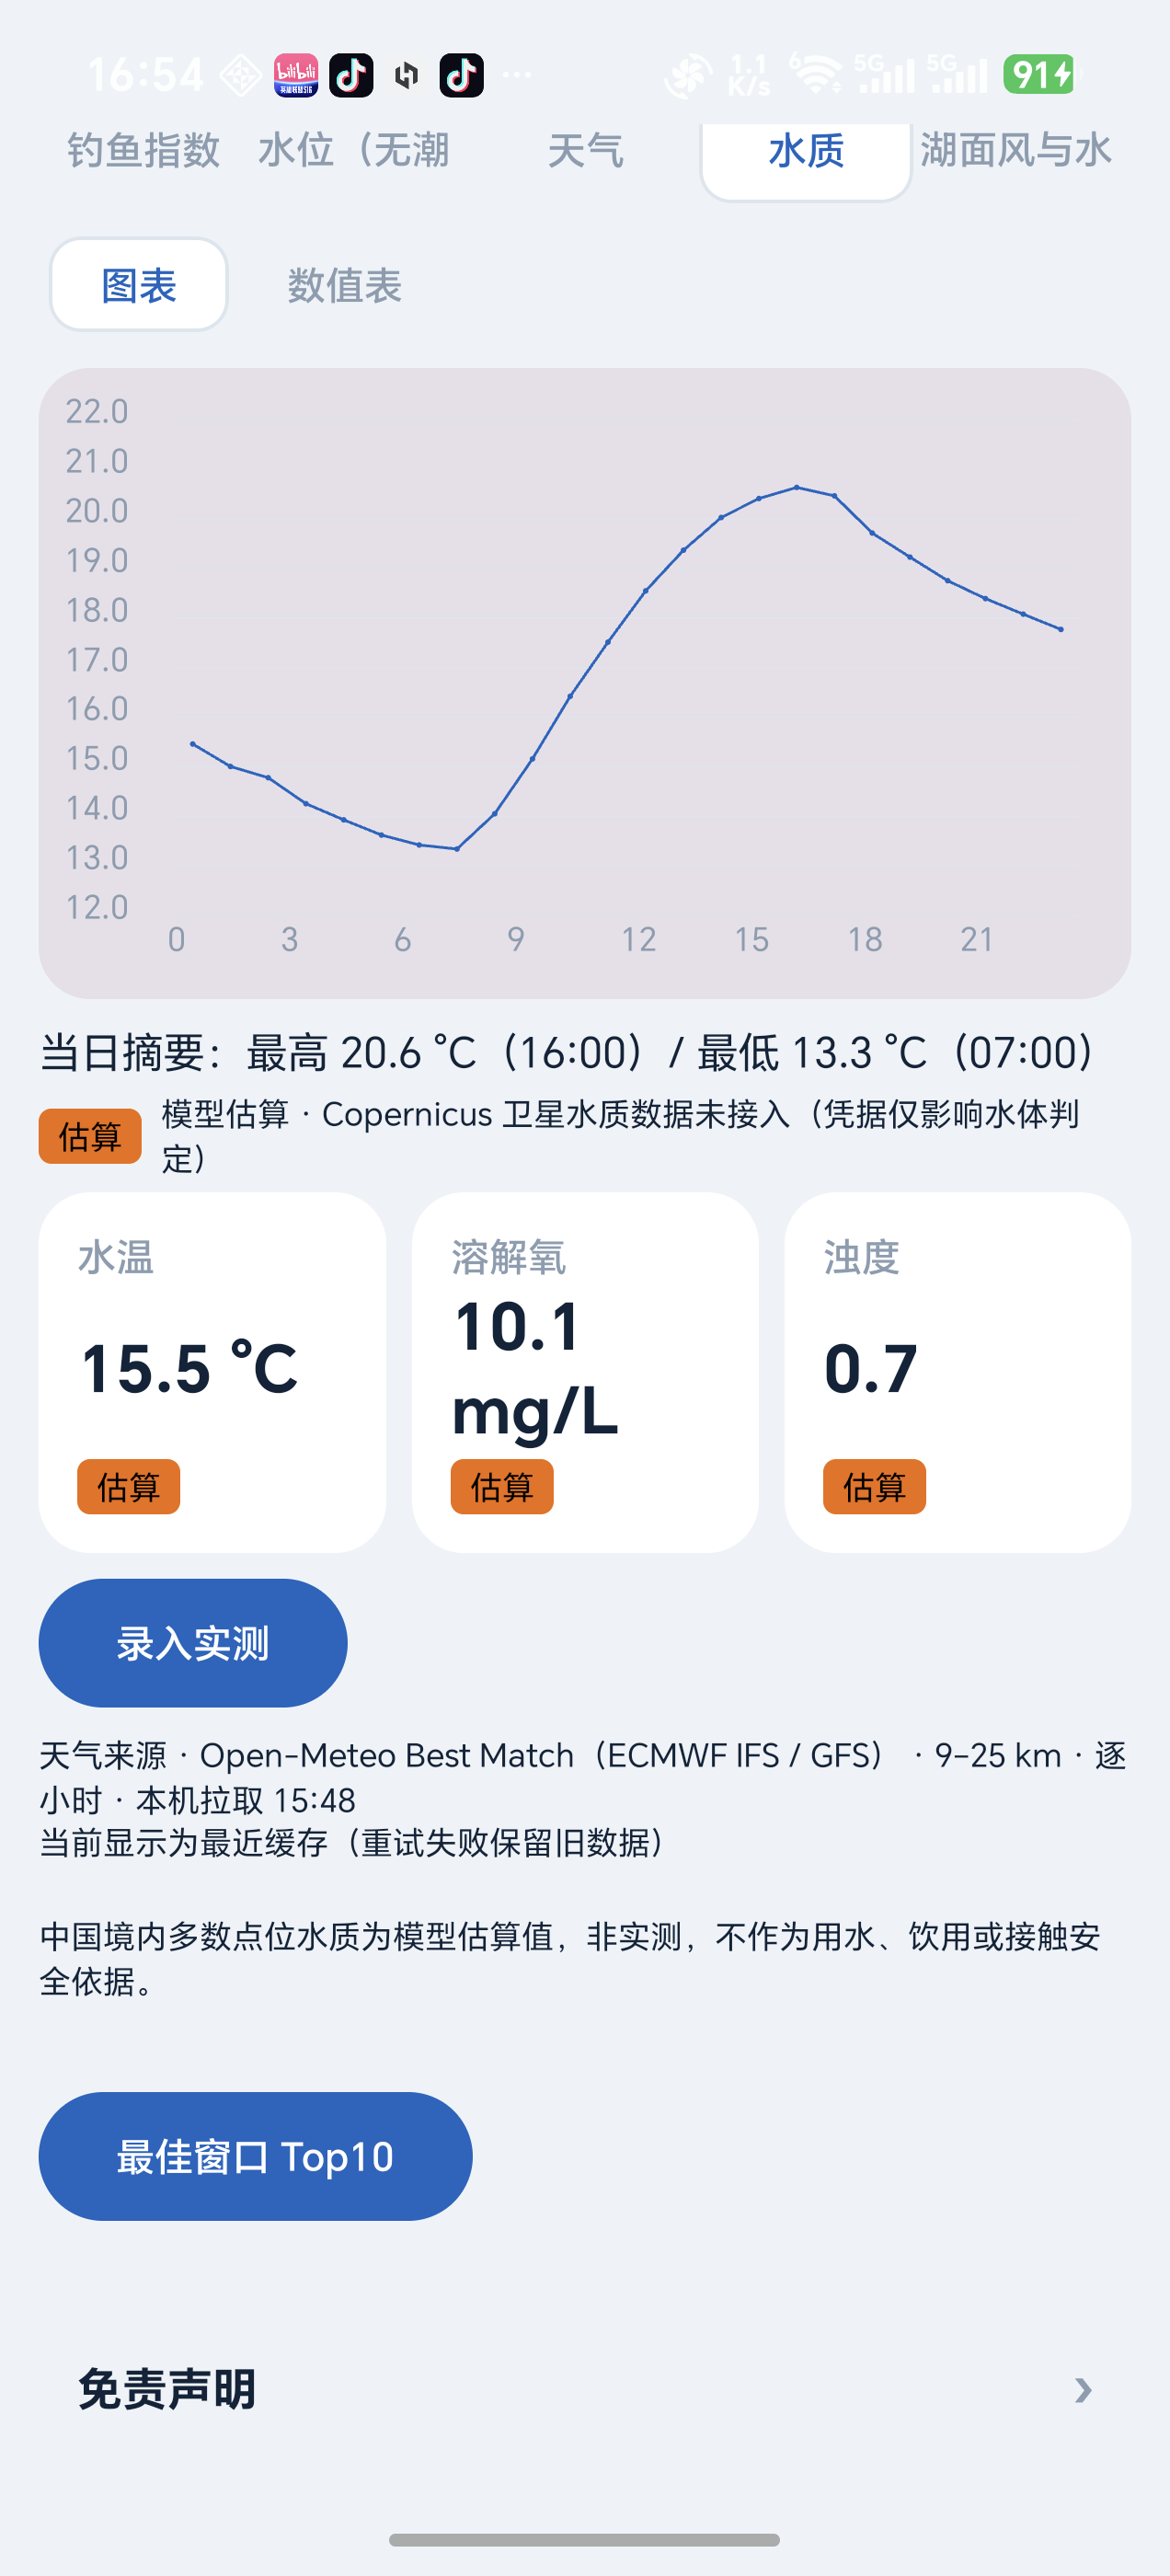 16:54 ··· 1.1 K/s 6 5G 5G 91
钓鱼指数 水位（无潮 天气 水质 湖面风与水
图表 数值表
22.0
21.0
20.0
19.0
18.0
17.0
16.0
15.0
14.0
13.0
12.0
0 3 6 9 12 15 18 21
当日摘要：最高 20.6 °C（16:00）/ 最低 13.3 °C（07:00）
估算
模型估算 · Copernicus 卫星水质数据未接入（凭据仅影响水体判
定）
水温
15.5 °C
估算
溶解氧
10.1
mg/L
估算
浊度
0.7
估算
录入实测
天气来源 · Open-Meteo Best Match（ECMWF IFS / GFS） · 9–25 km · 逐
小时 · 本机拉取 15:48
当前显示为最近缓存（重试失败保留旧数据）
中国境内多数点位水质为模型估算值，非实测，不作为用水、饮用或接触安
全依据。
最佳窗口 Top10
免责声明 ›